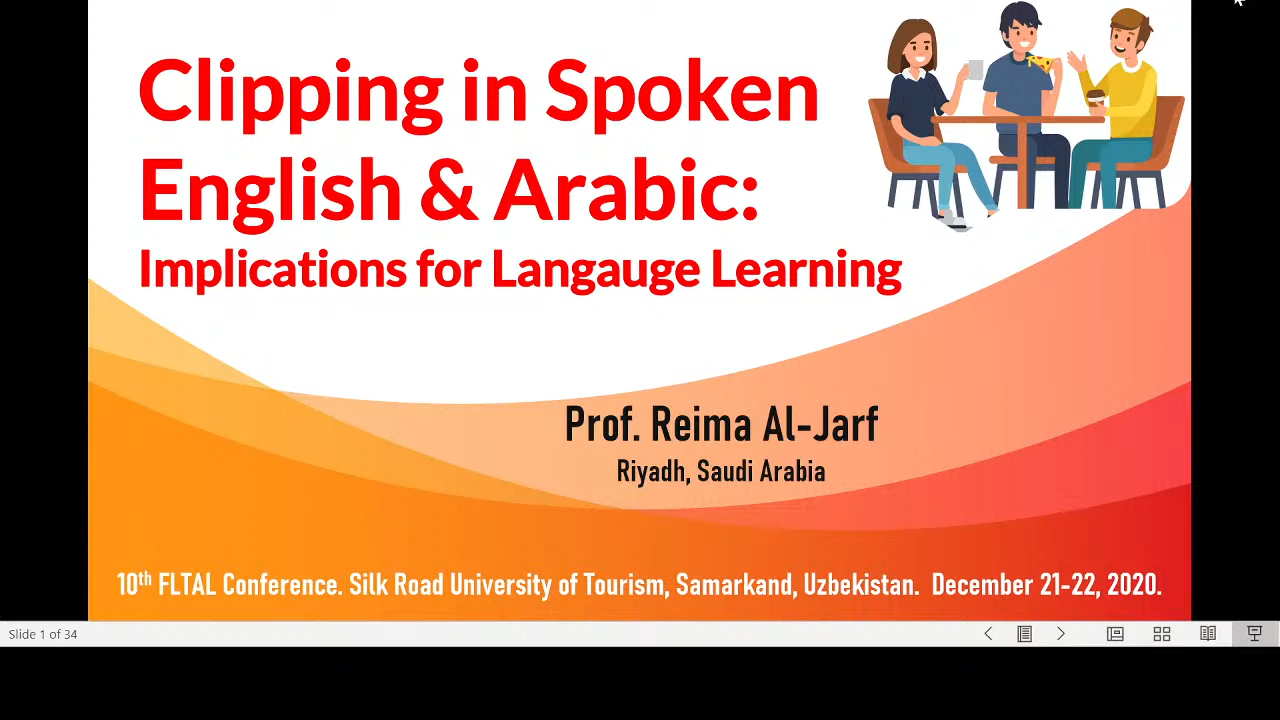 Clipping in Spoken
English & Arabic:
Implications for Langauge Learning
Prof. Reima Al-Jarf
Riyadh, Saudi Arabia
10th FLTAL Conference. Silk Road University of Tourism, Samarkand, Uzbekistan. December 21-22, 2020.
Slide 1 of 34